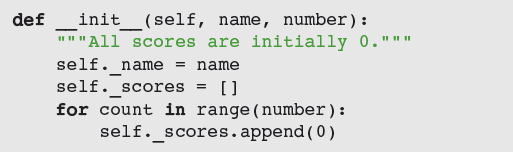 def __init__(self, name, number):
    """All scores are initially 0."""
    self._name = name
    self._scores = []
    for count in range(number):
        self._scores.append(0)